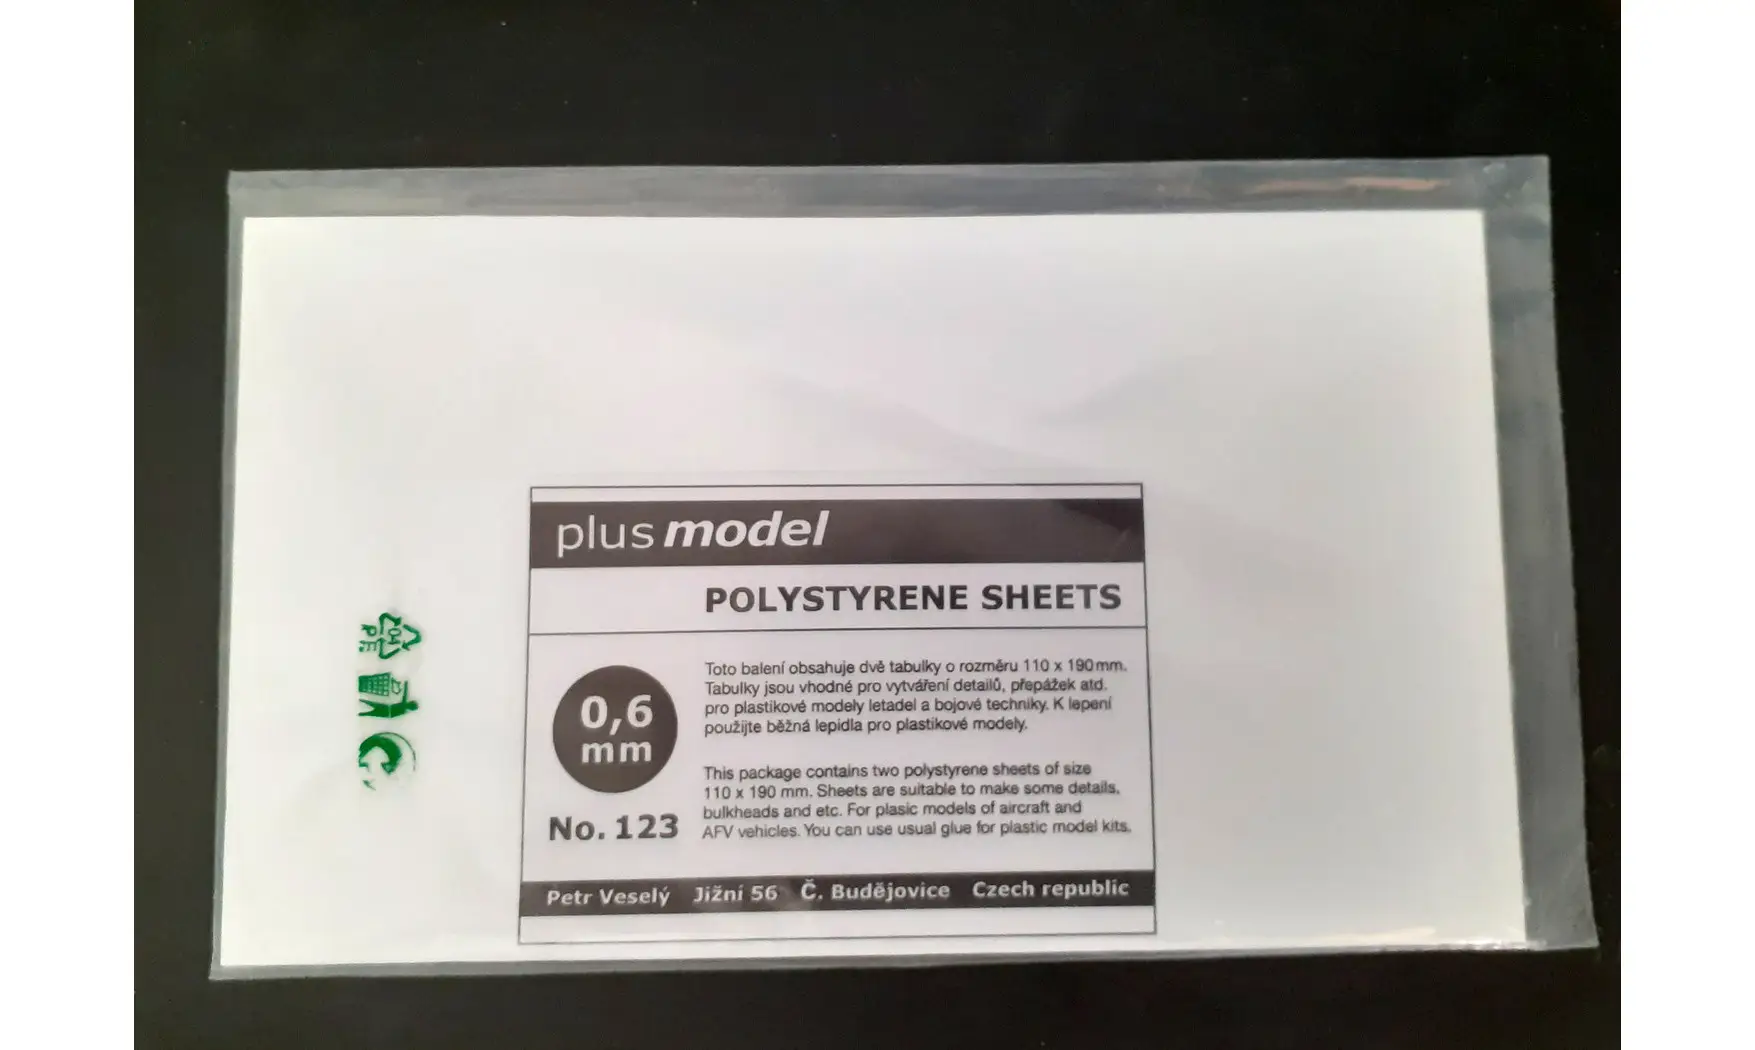 plus model
POLYSTYRENE SHEETS
0,6
mm
No. 123
Toto balení obsahuje dvě tabulky o rozměru 110 x 190 mm.
Tabulky jsou vhodné pro vytváření detailů, přepážek atd.
pro plastikové modely letadel a bojové techniky. K lepení
použijte běžná lepidla pro plastikové modely.
This package contains two polystyrene sheets of size
110 x 190 mm. Sheets are suitable to make some details,
bulkheads and etc. For plasic models of aircraft and
AFV vehicles. You can use usual glue for plastic model kits.
Petr Veselý Jižní 56 Č. Budějovice Czech republic
04
PE